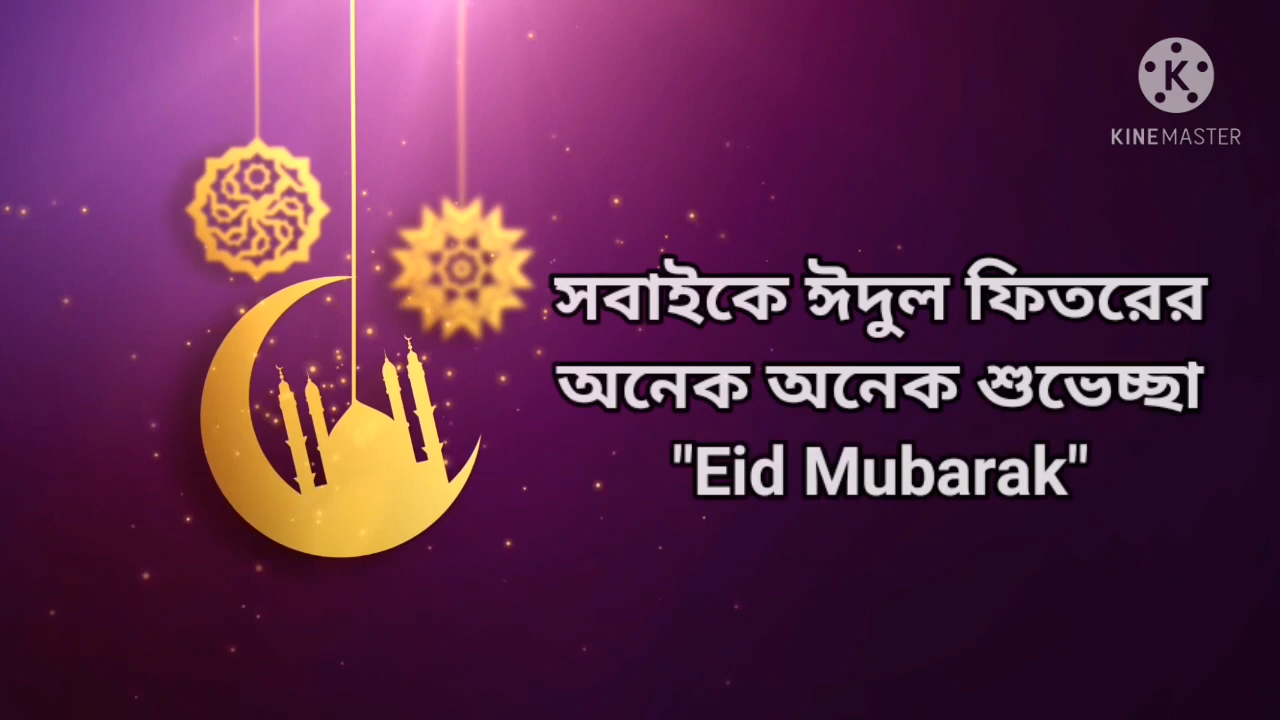 K
KINEMASTER
সবাইকে ঈদুল ফিতরের
অনেক অনেক শুভেচ্ছা
"Eid Mubarak"